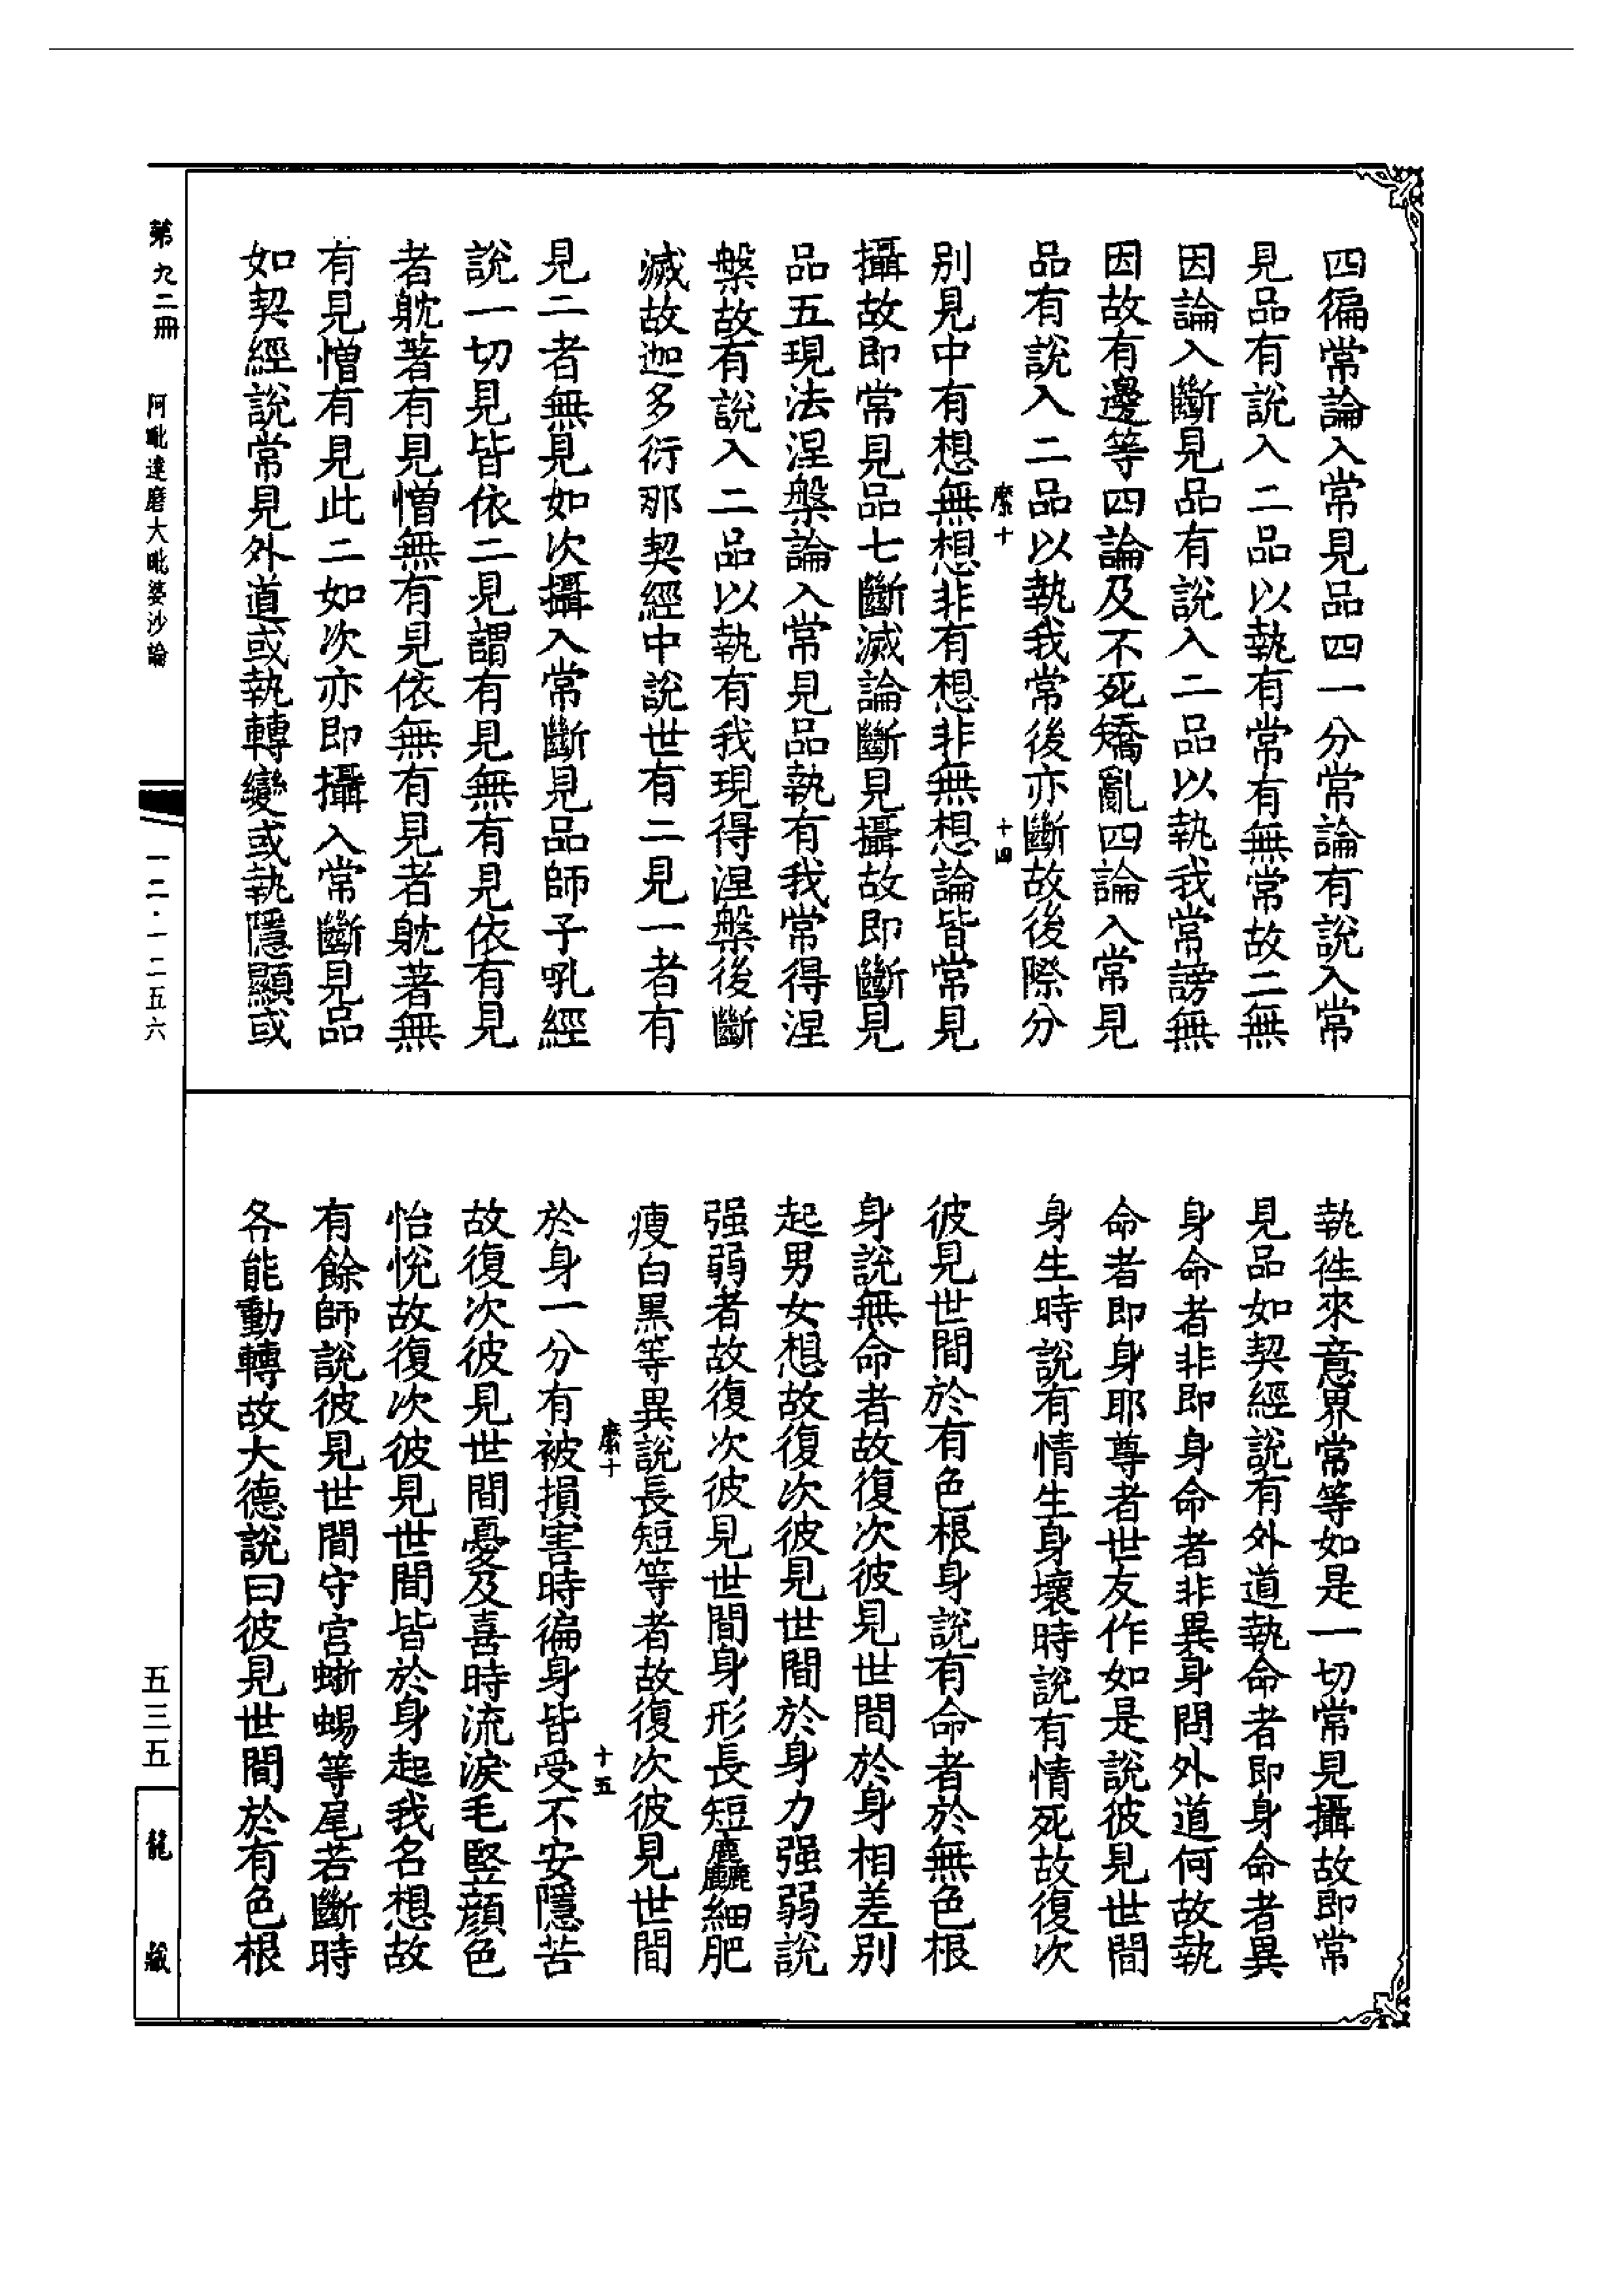 四徧常論入常見品四一分常論有說入常
見品有說入二品以執有常有無常故二無
因論入斷見品有說入二品以執我常謗無
因故有邊等四論及不死矯亂四論入常見
品有說入二品以執我常後亦斷故後際分
麼十 十四
別見中有想無想非有想非無想論皆常見
攝故即常見品七斷滅論斷見攝故即斷見
品五現法涅槃論入常見品執有我常得涅
槃故有說入二品以執有我現得涅槃後斷
滅故迦多衍那契經中說世有二見一者有
見二者無見如次攝入常斷見品師子吼經
說一切見皆依二見謂有見無有見依有見
者躭著有見憎無有見依無有見者躭著無
有見憎有見此二如次亦即攝入常斷見品
如契經說常見外道或執轉變或執隱顯或
執徃來意界常等如是一切常見攝故即常
見品如契經說有外道執命者即身命者異
身命者非即身命者非異身問外道何故執
命者即身耶尊者世友作如是說彼見世間
身生時說有情生身壞時說有情死故復次
彼見世間於有色根身說有命者於無色根
身說無命者故復次彼見世間於身相差別
起男女想故復次彼見世間於身力强弱說
强弱者故復次彼見世間身形長短麤細肥
瘦白黑等異說長短等者故復次彼見世間
麼十 十五
於身一分有被損害時徧身皆受不安隱苦
故復次彼見世間憂及喜時流淚毛豎顏色
怡悅故復次彼見世間皆於身起我名想故
有餘師說彼見世間守宮蜥蜴等尾若斷時
各能動轉故大德說曰彼見世間於有色根
第九二冊 阿毗達磨大毗婆沙論
一二·一二五六
五三五
龍藏